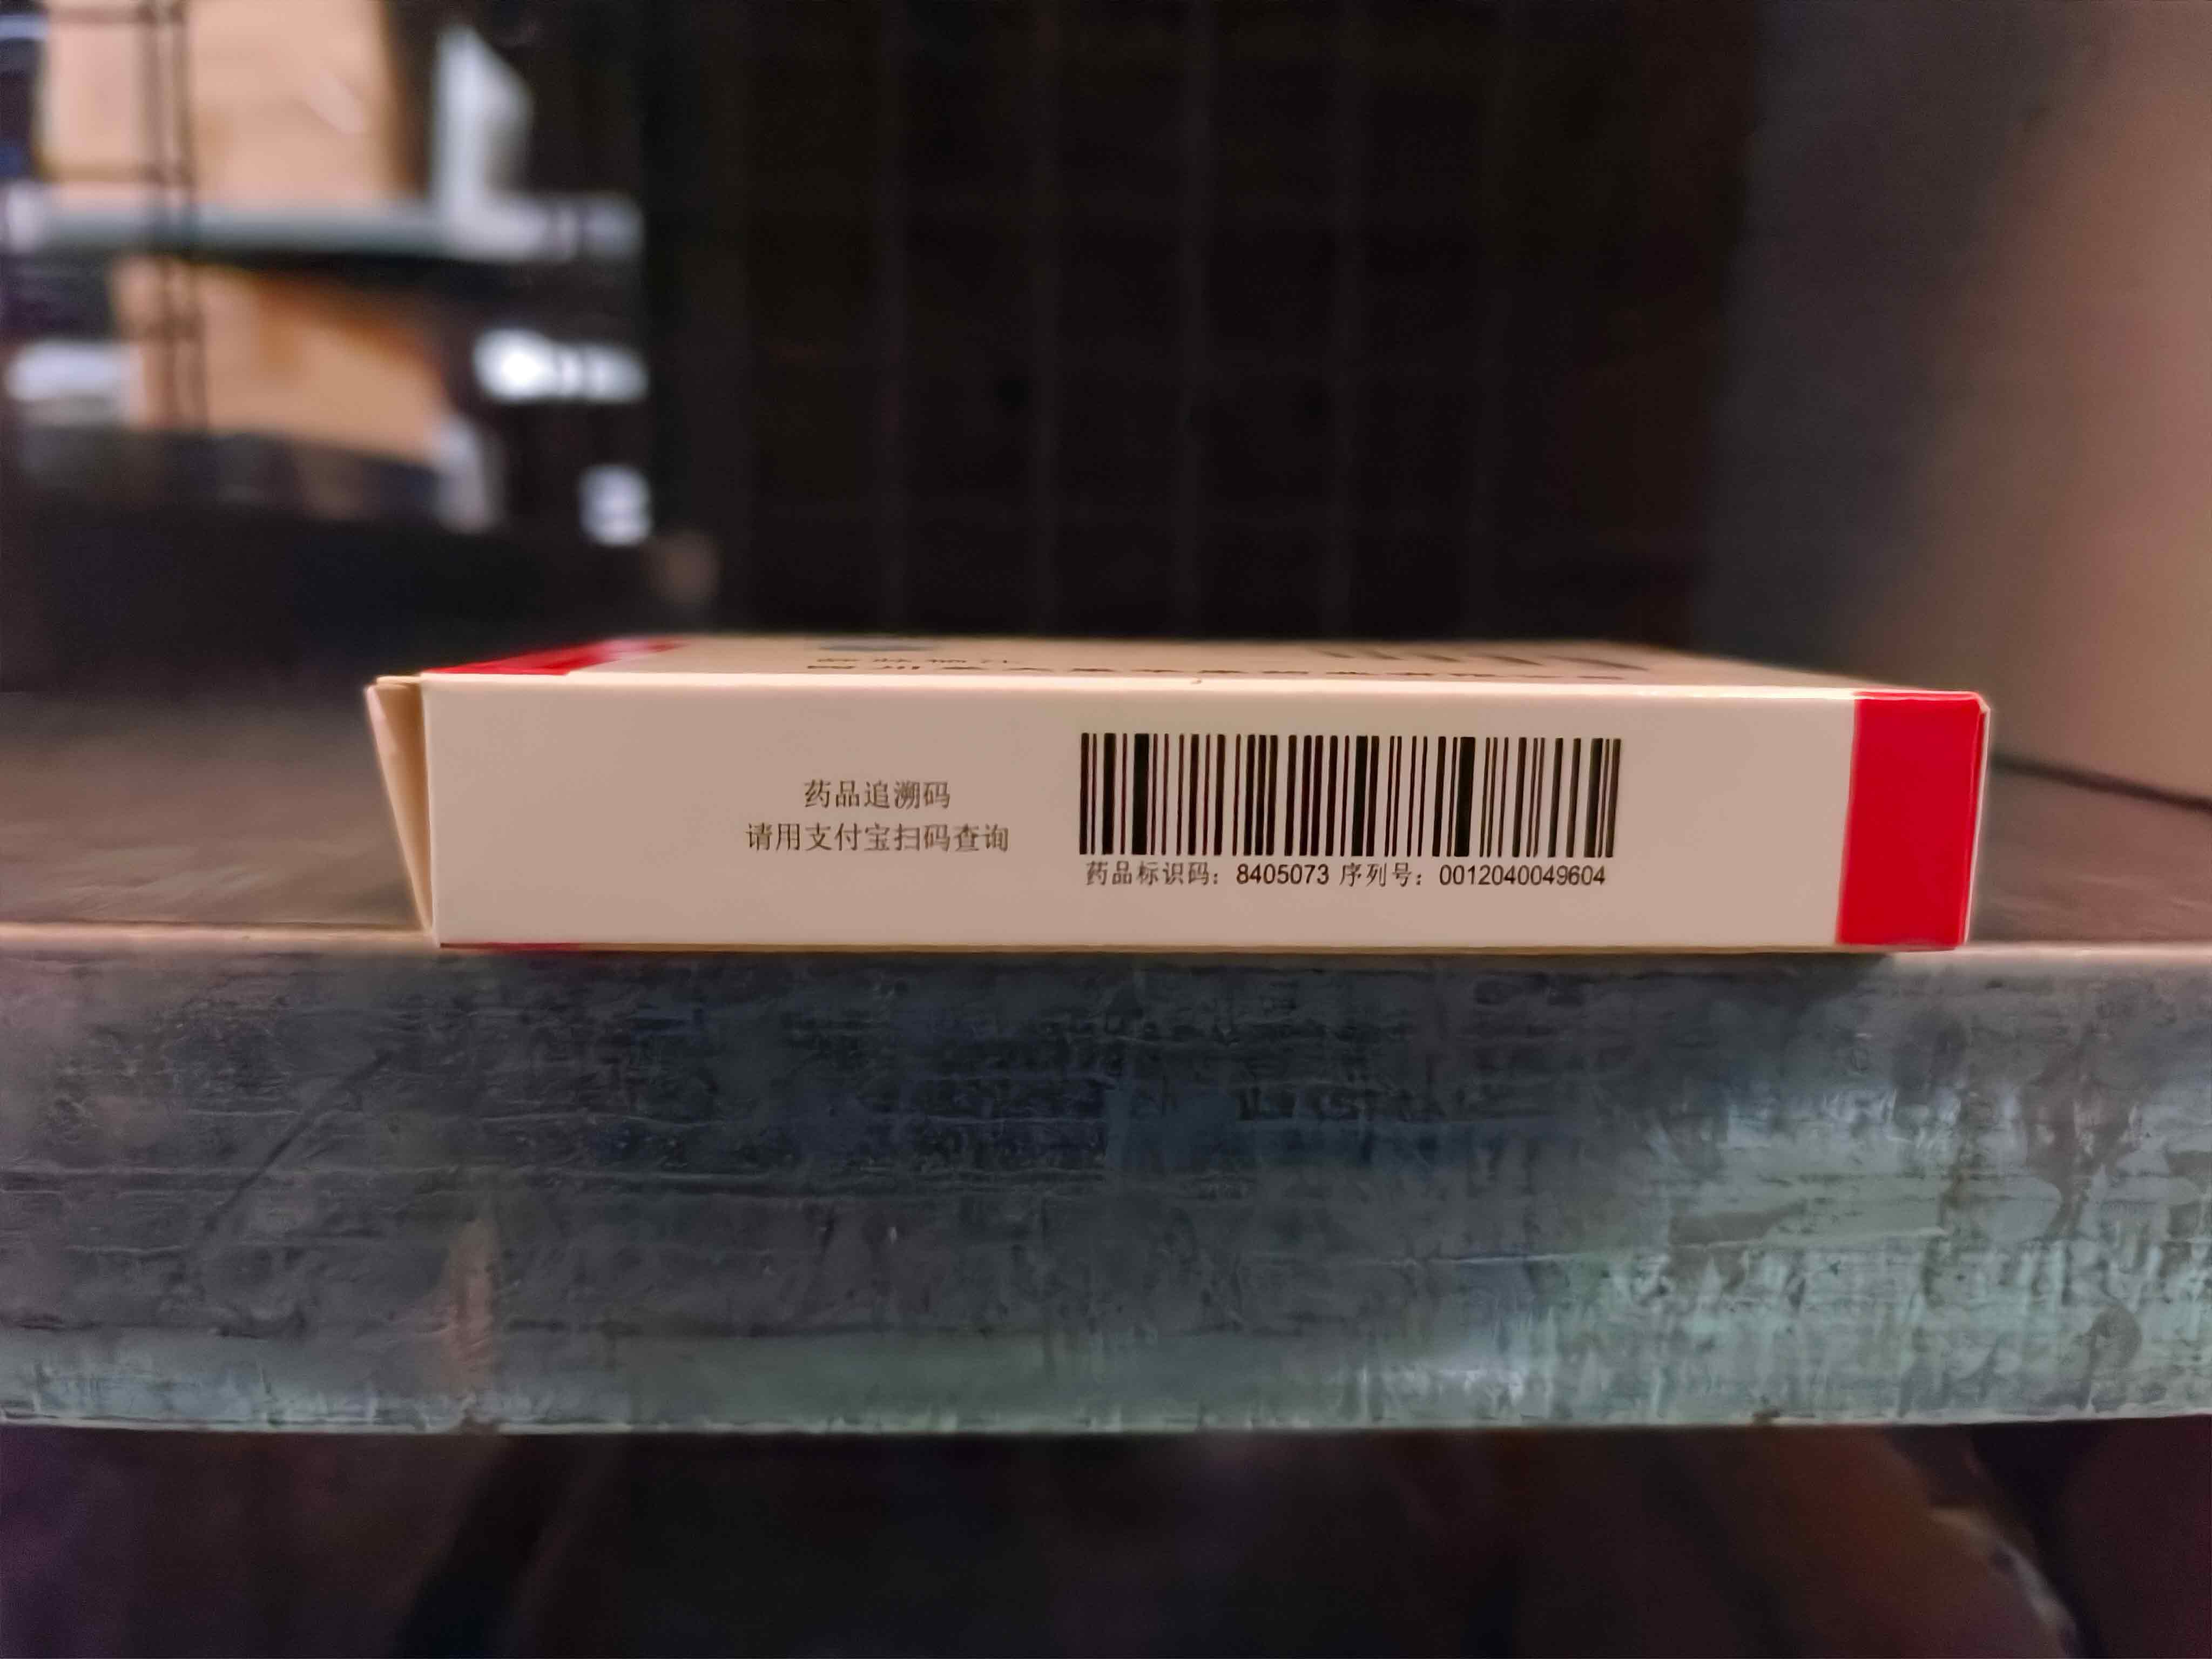 药品追溯码
请用支付宝扫码查询
药品标识码：8405073 序列号：0012040049604